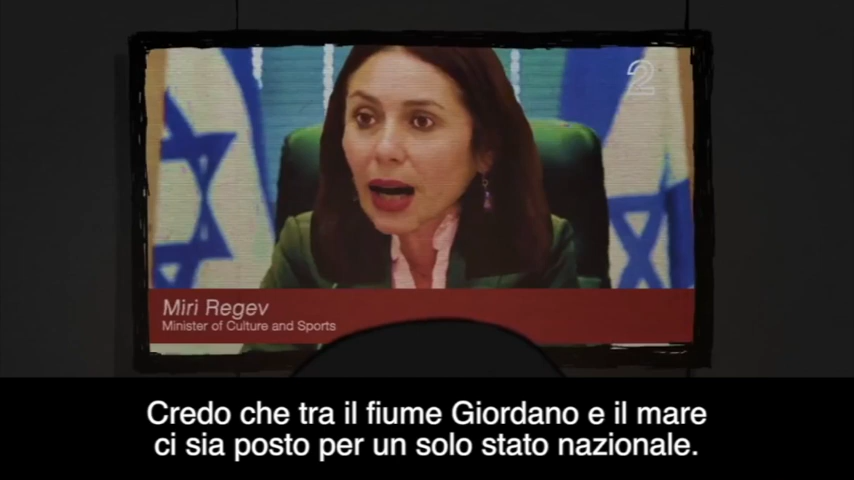 2
Miri Regev
Minister of Culture and Sports
Credo che tra il fiume Giordano e il mare
ci sia posto per un solo stato nazionale.